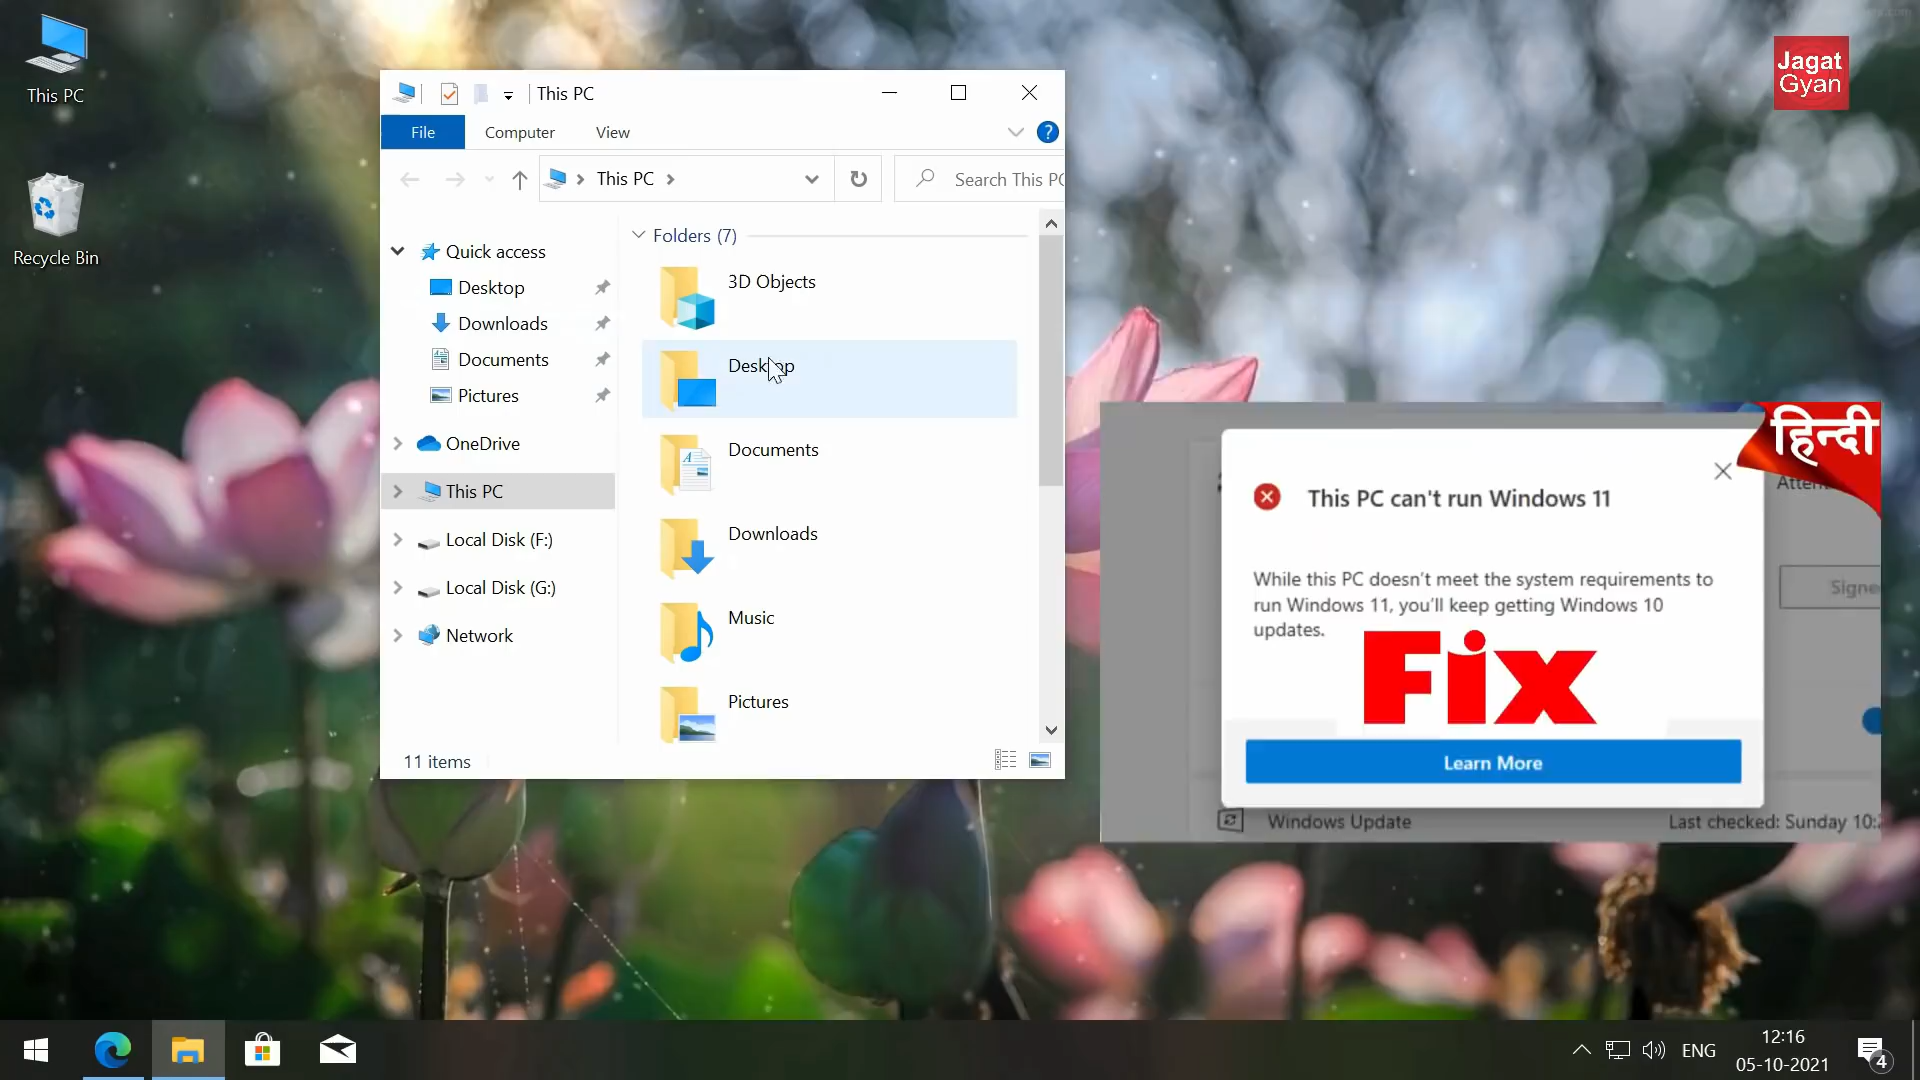 This PC
Recycle Bin
This PC
File
Computer
View
?
This PC
Search This PC
Quick access
Desktop
Downloads
Documents
Pictures
OneDrive
This PC
Local Disk (F:)
Local Disk (G:)
Network
Folders (7)
3D Objects
Desktop
Documents
Downloads
Music
Pictures
11 items
Jagat
Gyan
हिन्दी
This PC can't run Windows 11
While this PC doesn't meet the system requirements to
run Windows 11, you'll keep getting Windows 10
updates.
Fix
Learn More
Windows Update
Last checked: Sunday 10:
ENG
12:16
05-10-2021
4